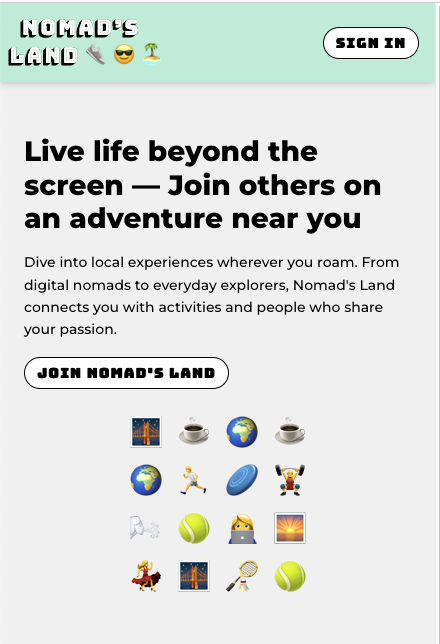 NOMAD'S
LAND 👟 😎 🏝️
SIGN IN
Live life beyond the
screen — Join others on
an adventure near you
Dive into local experiences wherever you roam. From
digital nomads to everyday explorers, Nomad's Land
connects you with activities and people who share
your passion.
JOIN NOMAD'S LAND